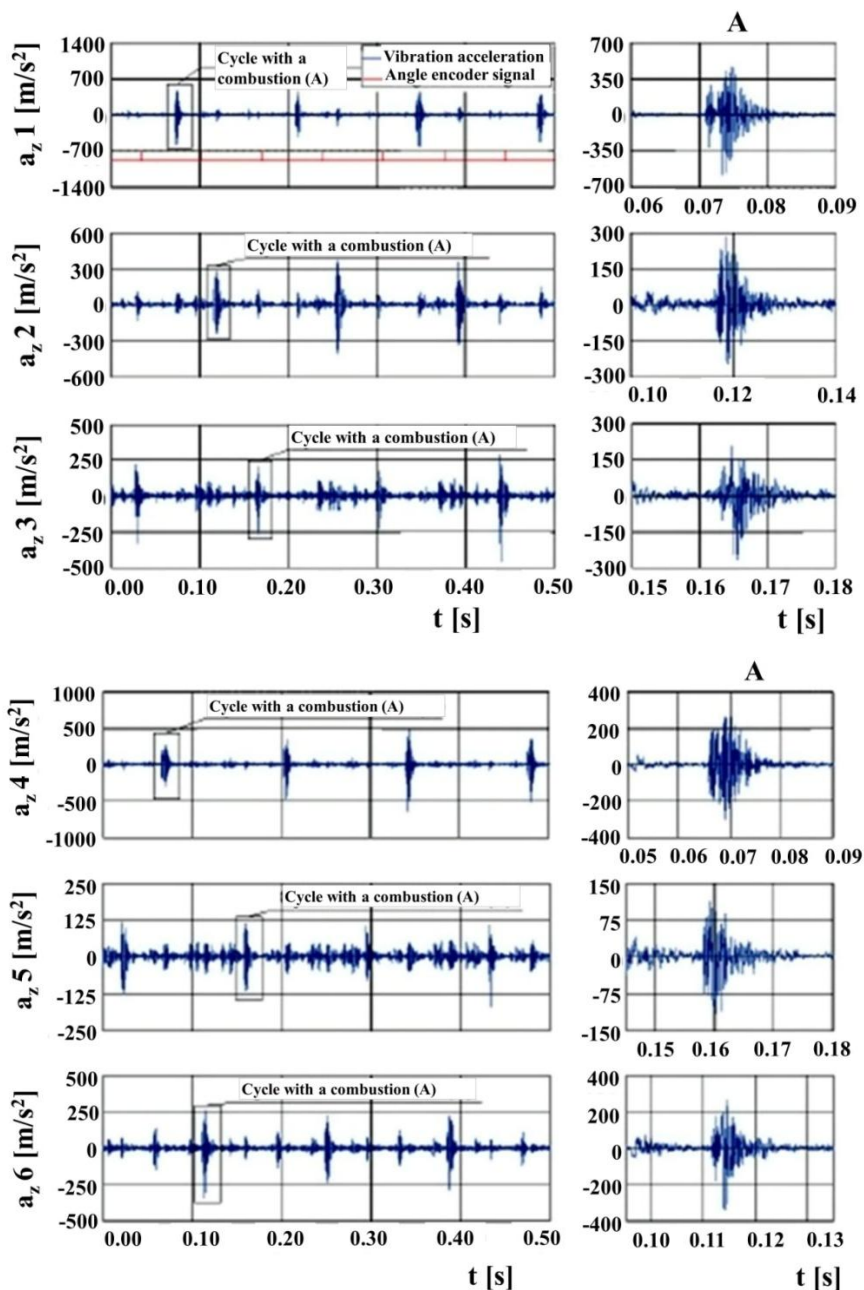 A
a_z 1 [m/s²]
1400
700
0
-700
-1400
Cycle with a
combustion (A)
Vibration acceleration
Angle encoder signal
700
350
0
-350
-700
0.06 0.07 0.08 0.09
a_z 2 [m/s²]
600
300
0
-300
-600
Cycle with a combustion (A)
300
150
0
-150
-300
0.10 0.12 0.14
a_z 3 [m/s²]
500
250
0
-250
-500
Cycle with a combustion (A)
0.00 0.10 0.20 0.30 0.40 0.50
t [s]
300
150
0
-150
-300
0.15 0.16 0.17 0.18
t [s]
A
a_z 4 [m/s²]
1000
500
0
-500
-1000
Cycle with a combustion (A)
400
200
0
-200
-400
0.05 0.06 0.07 0.08 0.09
a_z 5 [m/s²]
250
125
0
-125
-250
Cycle with a combustion (A)
150
75
0
-75
-150
0.15 0.16 0.17 0.18
a_z 6 [m/s²]
500
250
0
-250
-500
Cycle with a combustion (A)
0.00 0.10 0.20 0.30 0.40 0.50
t [s]
400
200
0
-200
-400
0.10 0.11 0.12 0.13
t [s]